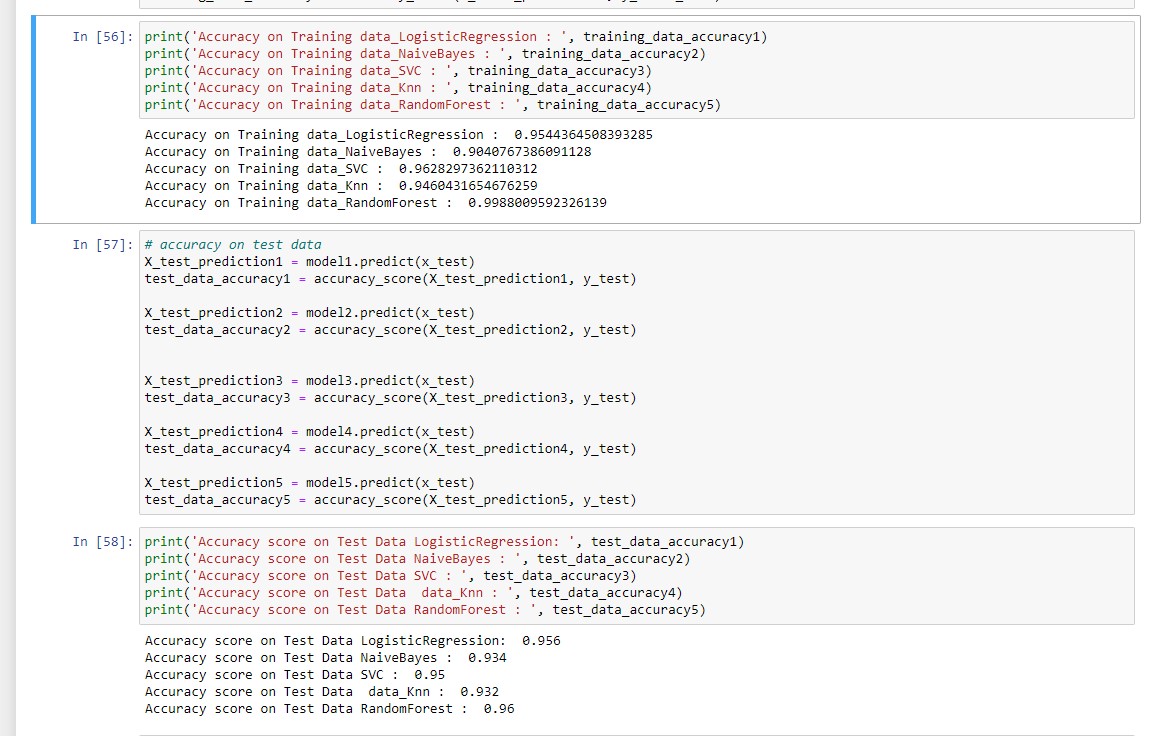 In [56]: print('Accuracy on Training data_LogisticRegression : ', training_data_accuracy1)
print('Accuracy on Training data_NaiveBayes : ', training_data_accuracy2)
print('Accuracy on Training data_SVC : ', training_data_accuracy3)
print('Accuracy on Training data_Knn : ', training_data_accuracy4)
print('Accuracy on Training data_RandomForest : ', training_data_accuracy5)
Accuracy on Training data_LogisticRegression :  0.9544364508393285
Accuracy on Training data_NaiveBayes :  0.9040767386091128
Accuracy on Training data_SVC :  0.9628297362110312
Accuracy on Training data_Knn :  0.9460431654676259
Accuracy on Training data_RandomForest :  0.9988009592326139
In [57]: # accuracy on test data
X_test_prediction1 = model1.predict(x_test)
test_data_accuracy1 = accuracy_score(X_test_prediction1, y_test)
X_test_prediction2 = model2.predict(x_test)
test_data_accuracy2 = accuracy_score(X_test_prediction2, y_test)
X_test_prediction3 = model3.predict(x_test)
test_data_accuracy3 = accuracy_score(X_test_prediction3, y_test)
X_test_prediction4 = model4.predict(x_test)
test_data_accuracy4 = accuracy_score(X_test_prediction4, y_test)
X_test_prediction5 = model5.predict(x_test)
test_data_accuracy5 = accuracy_score(X_test_prediction5, y_test)
In [58]: print('Accuracy score on Test Data LogisticRegression: ', test_data_accuracy1)
print('Accuracy score on Test Data NaiveBayes : ', test_data_accuracy2)
print('Accuracy score on Test Data SVC : ', test_data_accuracy3)
print('Accuracy score on Test Data  data_Knn : ', test_data_accuracy4)
print('Accuracy score on Test Data RandomForest : ', test_data_accuracy5)
Accuracy score on Test Data LogisticRegression:  0.956
Accuracy score on Test Data NaiveBayes :  0.934
Accuracy score on Test Data SVC :  0.95
Accuracy score on Test Data  data_Knn :  0.932
Accuracy score on Test Data RandomForest :  0.96